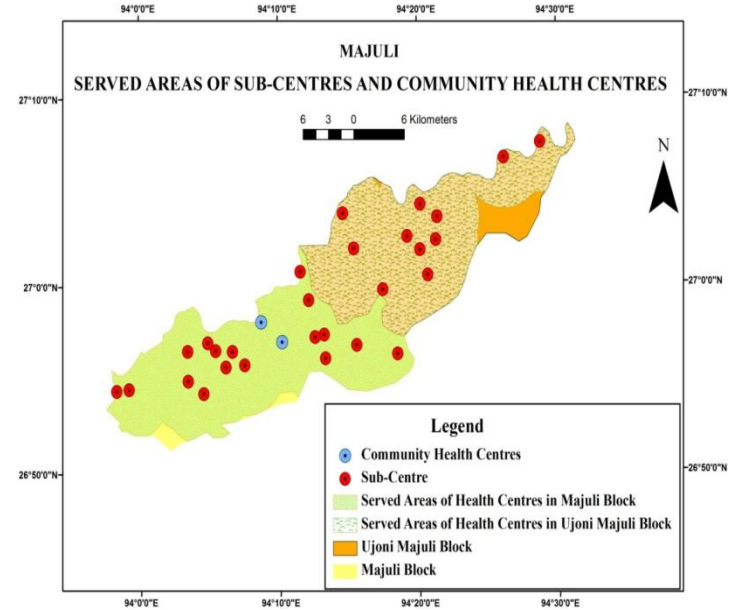 94°0'0"E 94°10'0"E 94°20'0"E 94°30'0"E
MAJULI
SERVED AREAS OF SUB-CENTRES AND COMMUNITY HEALTH CENTRES
27°10'0"N 27°10'0"N
6 3 0 6 Kilometers
N
27°0'0"N 27°0'0"N
Legend
Community Health Centres
Sub-Centre
Served Areas of Health Centres in Majuli Block
Served Areas of Health Centres in Ujoni Majuli Block
Ujoni Majuli Block
Majuli Block
26°50'0"N 26°50'0"N
94°0'0"E 94°10'0"E 94°20'0"E 94°30'0"E